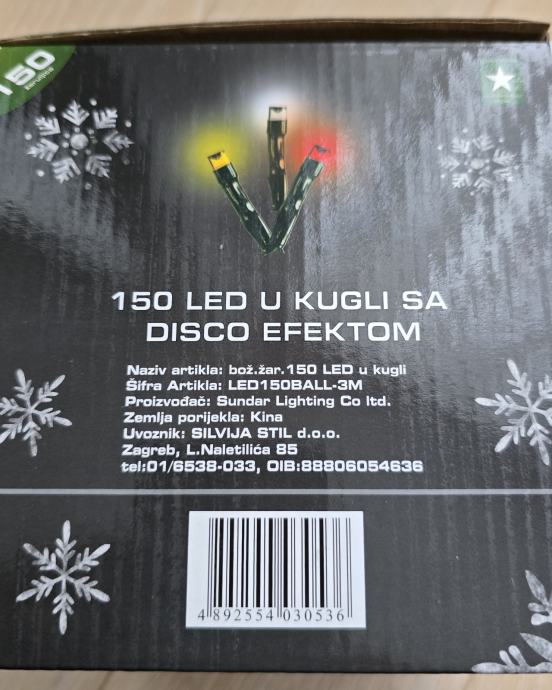 150
150 LED U KUGLI SA
DISCO EFEKTOM
Naziv artikla: bož.žar.150 LED u kugli
Šifra Artikla: LED150BALL-3M
Proizvođač: Sundar Lighting Co ltd.
Zemlja porijekla: Kina
Uvoznik: SILVIJA STIL d.o.o.
Zagreb, L.Naletilića 85
tel:01/6538-033, OIB:88806054636
4 892554 030536